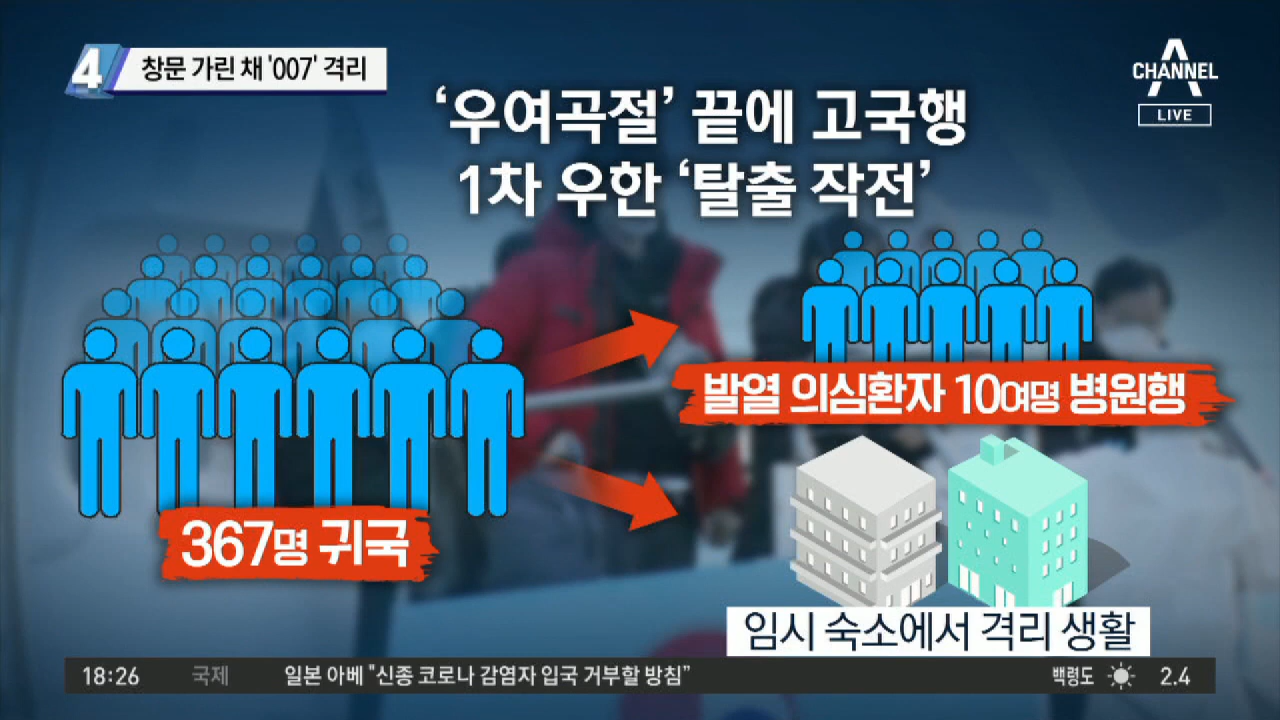 4 창문 가린 채 '007' 격리
CHANNEL A
LIVE
‘우여곡절’ 끝에 고국행
1차 우한 ‘탈출 작전’
발열 의심환자 10여명 병원행
367명 귀국
임시 숙소에서 격리 생활
18:26 국제 일본 아베 "신종 코로나 감염자 입국 거부할 방침" 백령도 2.4